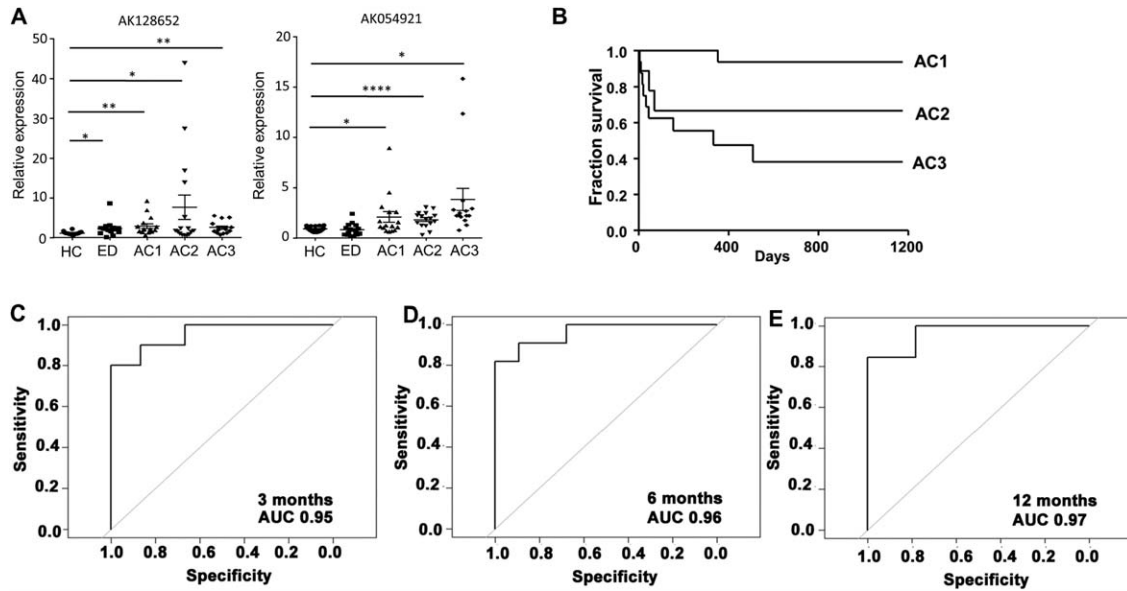 A
AK128652
Relative expression
50
40
30
20
10
0
**
*
**
*
HC ED AC1 AC2 AC3
AK054921
Relative expression
20
15
10
5
0
*
****
*
HC ED AC1 AC2 AC3
B
Fraction survival
1.0
0.8
0.6
0.4
0.2
0.0
AC1
AC2
AC3
0 400 800 1200
Days
C
Sensitivity
1.0
0.8
0.6
0.4
0.2
0.0
3 months
AUC 0.95
1.0 0.8 0.6 0.4 0.2 0.0
Specificity
D
Sensitivity
1.0
0.8
0.6
0.4
0.2
0.0
6 months
AUC 0.96
1.0 0.8 0.6 0.4 0.2 0.0
Specificity
E
Sensitivity
1.0
0.8
0.6
0.4
0.2
0.0
12 months
AUC 0.97
1.0 0.8 0.6 0.4 0.2 0.0
Specificity